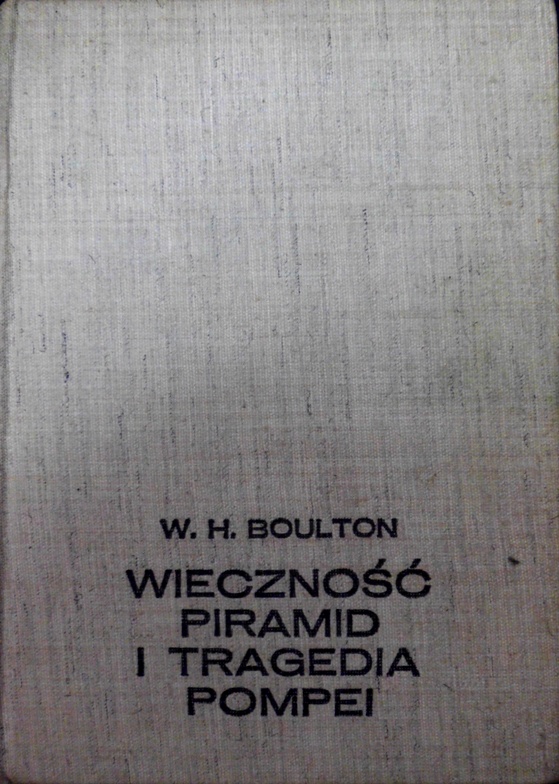 W. H. BOULTON
WIECZNOŚĆ
PIRAMID
I TRAGEDIA
POMPEI